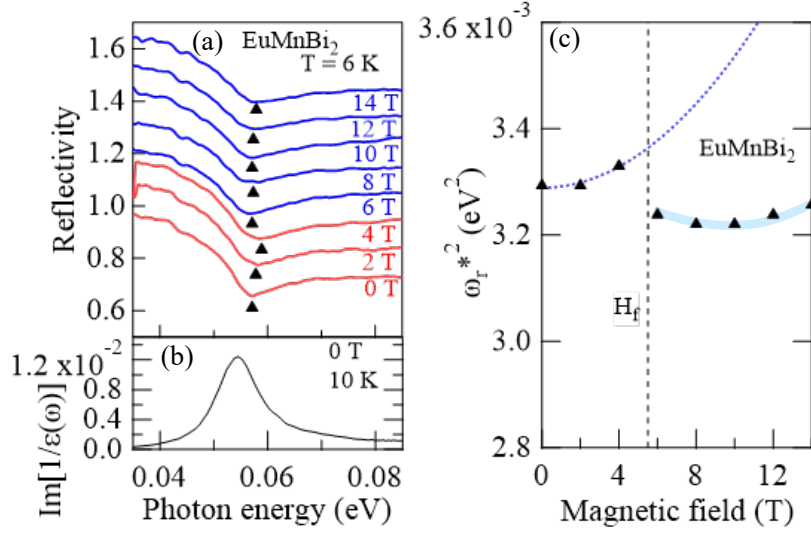 (a)
EuMnBi2
T = 6 K
14 T
12 T
10 T
8 T
6 T
4 T
2 T
0 T
Reflectivity
1.6
1.4
1.2
1.0
0.8
0.6
(b)
0 T
10 K
1.2 x10-2
0.8
0.4
0.0
Im[1/ε(ω)]
0.04
0.06
0.08
Photon energy (eV)
(c)
3.6 x10-3
3.4
3.2
3.0
2.8
ωr*2 (eV2)
EuMnBi2
Hf
0
4
8
12
Magnetic field (T)